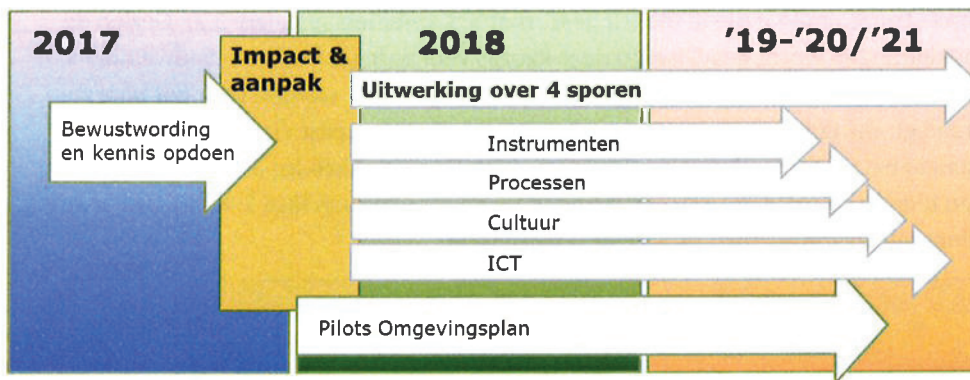 2017
Impact &
aanpak
2018
’19-’20/’21
Uitwerking over 4 sporen
Bewustwording
en kennis opdoen
Instrumenten
Processen
Cultuur
ICT
Pilots Omgevingsplan